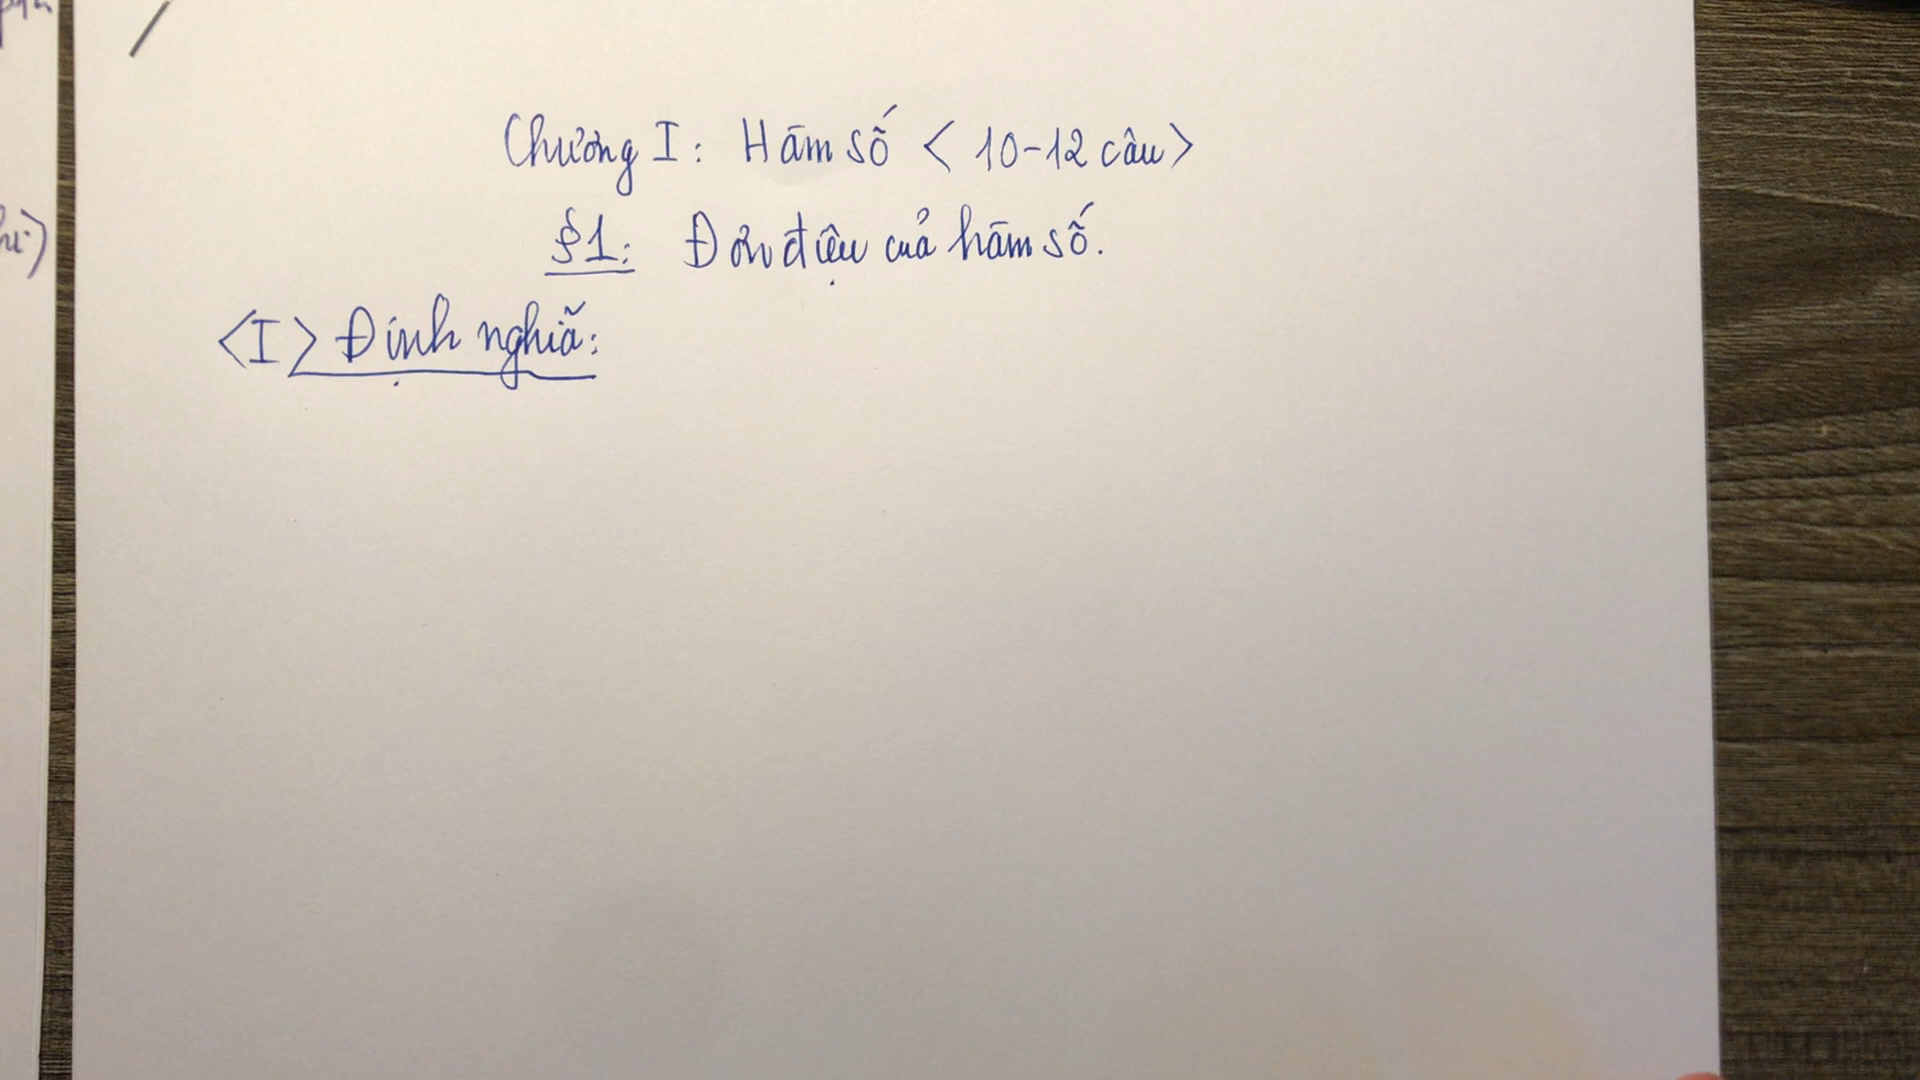 Chương I: Hàm số < 10-12 câu>
§1: Đơn điệu của hàm số.
<I> Định nghĩa: